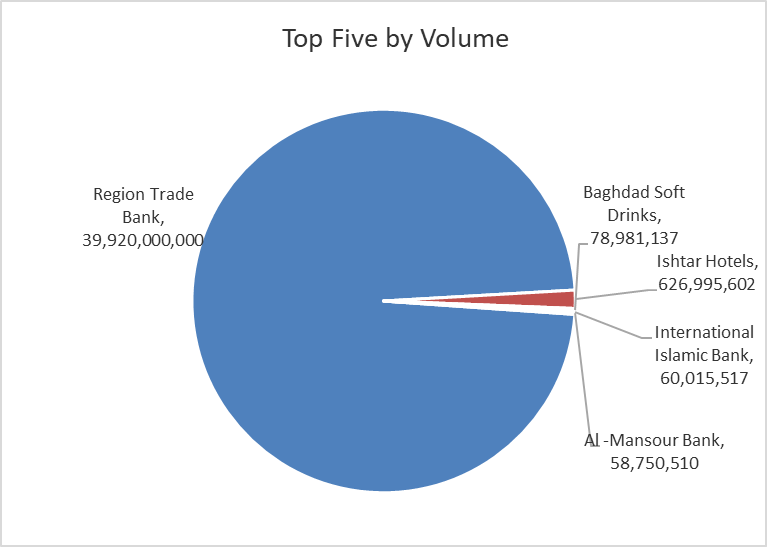 Top Five by Volume
Region Trade
Bank,
39,920,000,000
Baghdad Soft
Drinks,
78,981,137
Ishtar Hotels,
626,995,602
International
Islamic Bank,
60,015,517
Al -Mansour Bank,
58,750,510